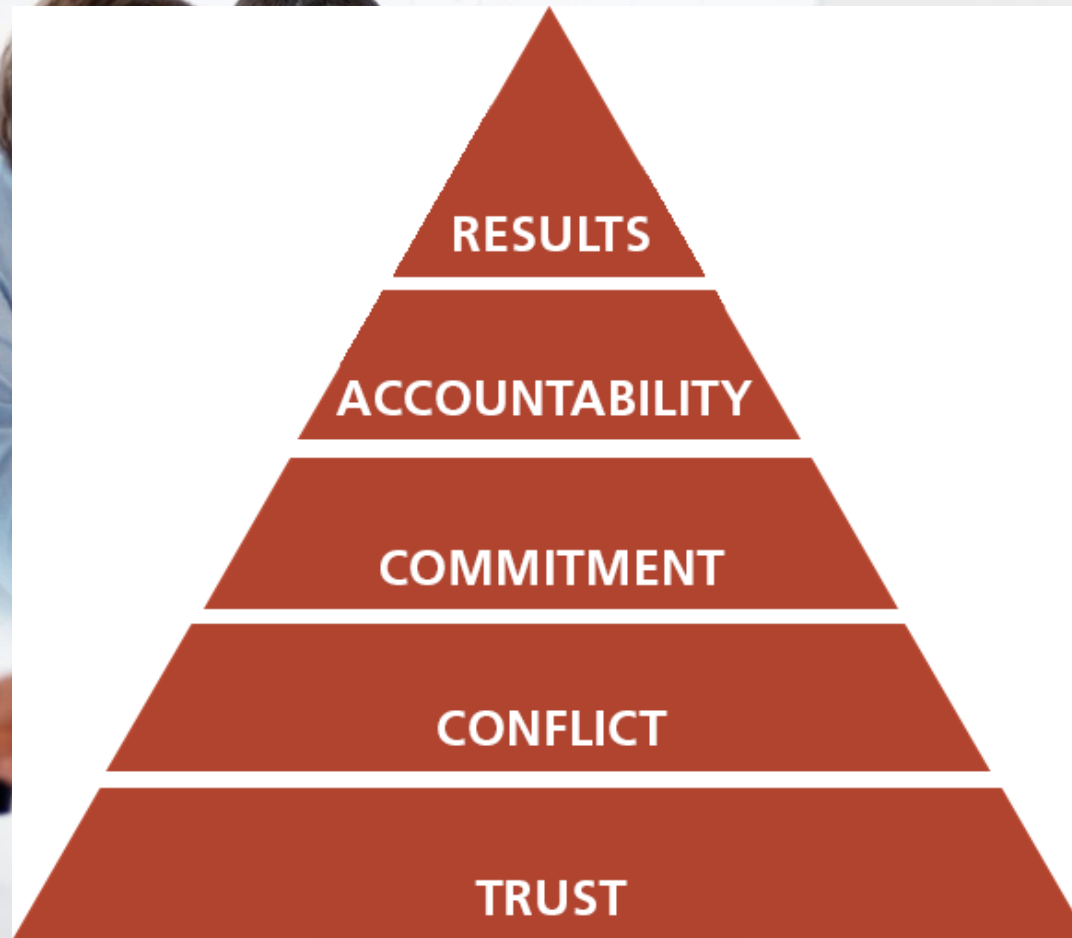 RESULTS
ACCOUNTABILITY
COMMITMENT
CONFLICT
TRUST